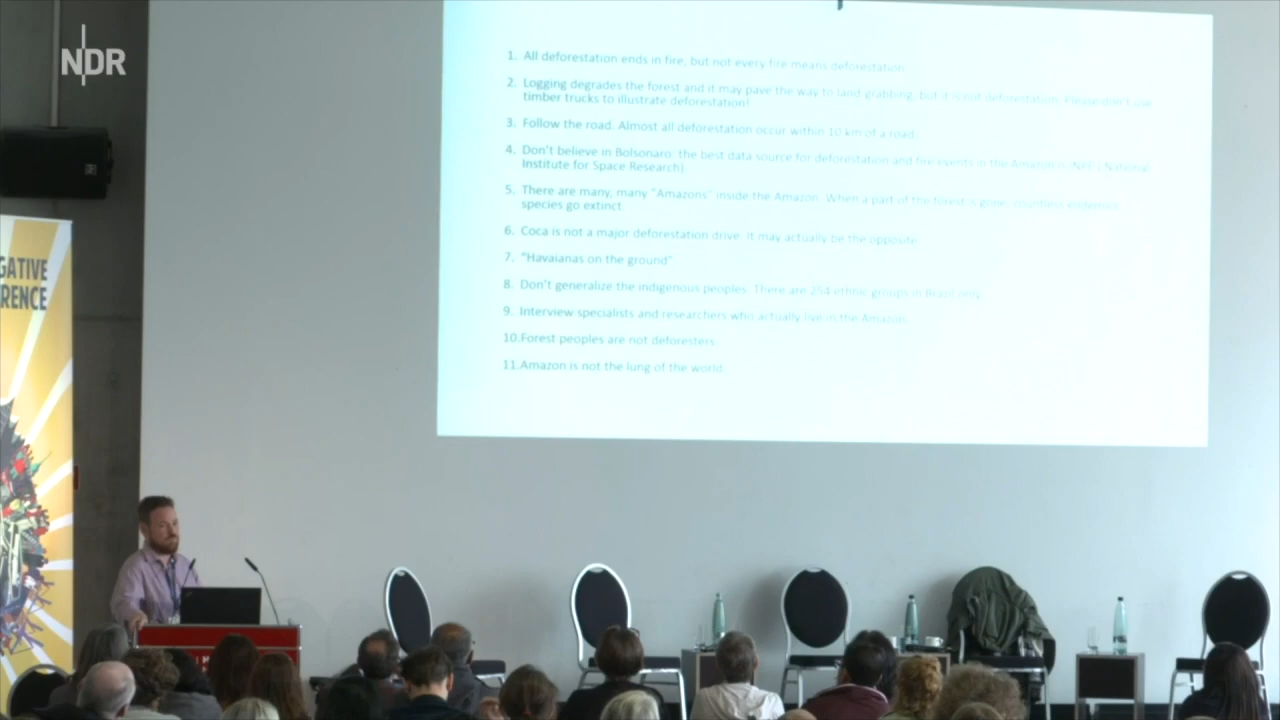 NDR
GATIVE
RENCE
1. All deforestation ends in fire, but not every fire means deforestation.
2. Logging degrades the forest and it may pave the way to land grabbing, but it is not deforestation. Please don't use
timber trucks to illustrate deforestation!
3. Follow the road. Almost all deforestation occur within 10 km of a road.
4. Don't believe in Bolsonaro: the best data source for deforestation and fire events in the Amazon is INPE (National
Institute for Space Research)
5. There are many, many "Amazons" inside the Amazon. When a part of the forest is gone, countless endemics
species go extinct.
6. Coca is not a major deforestation drive. It may actually be the opposite.
7. "Havaianas on the ground"
8. Don't generalize the indigenous peoples. There are 254 ethnic groups in Brazil only.
9. Interview specialists and researchers who actually live in the Amazon.
10.Forest peoples are not deforesters.
11.Amazon is not the lung of the world.